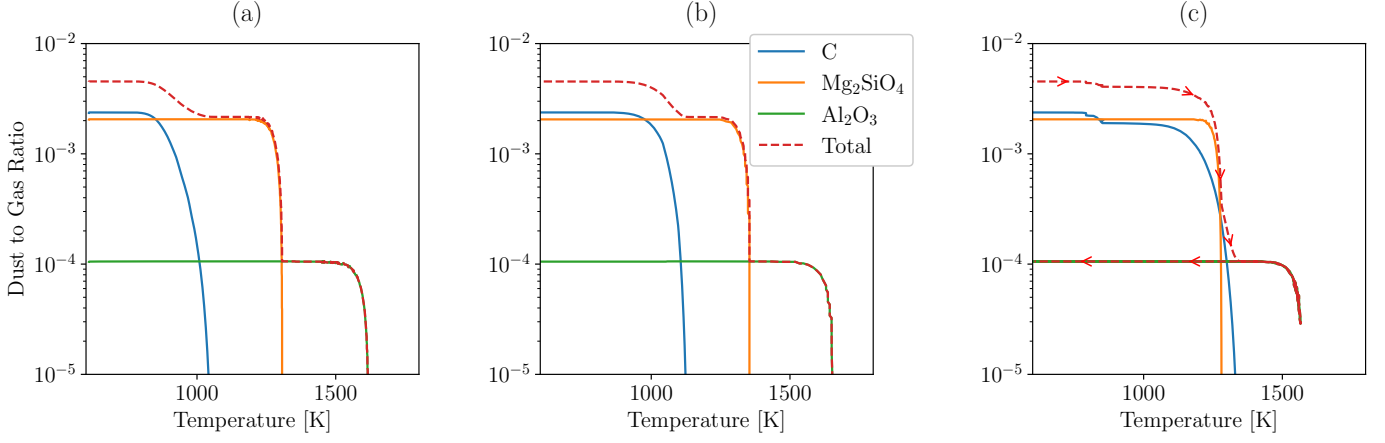 (a)
(b)
(c)
Dust to Gas Ratio
10⁻²
10⁻³
10⁻⁴
10⁻⁵
1000
1500
Temperature [K]
10⁻²
10⁻³
10⁻⁴
10⁻⁵
1000
1500
Temperature [K]
C
Mg₂SiO₄
Al₂O₃
Total
10⁻²
10⁻³
10⁻⁴
10⁻⁵
1000
1500
Temperature [K]